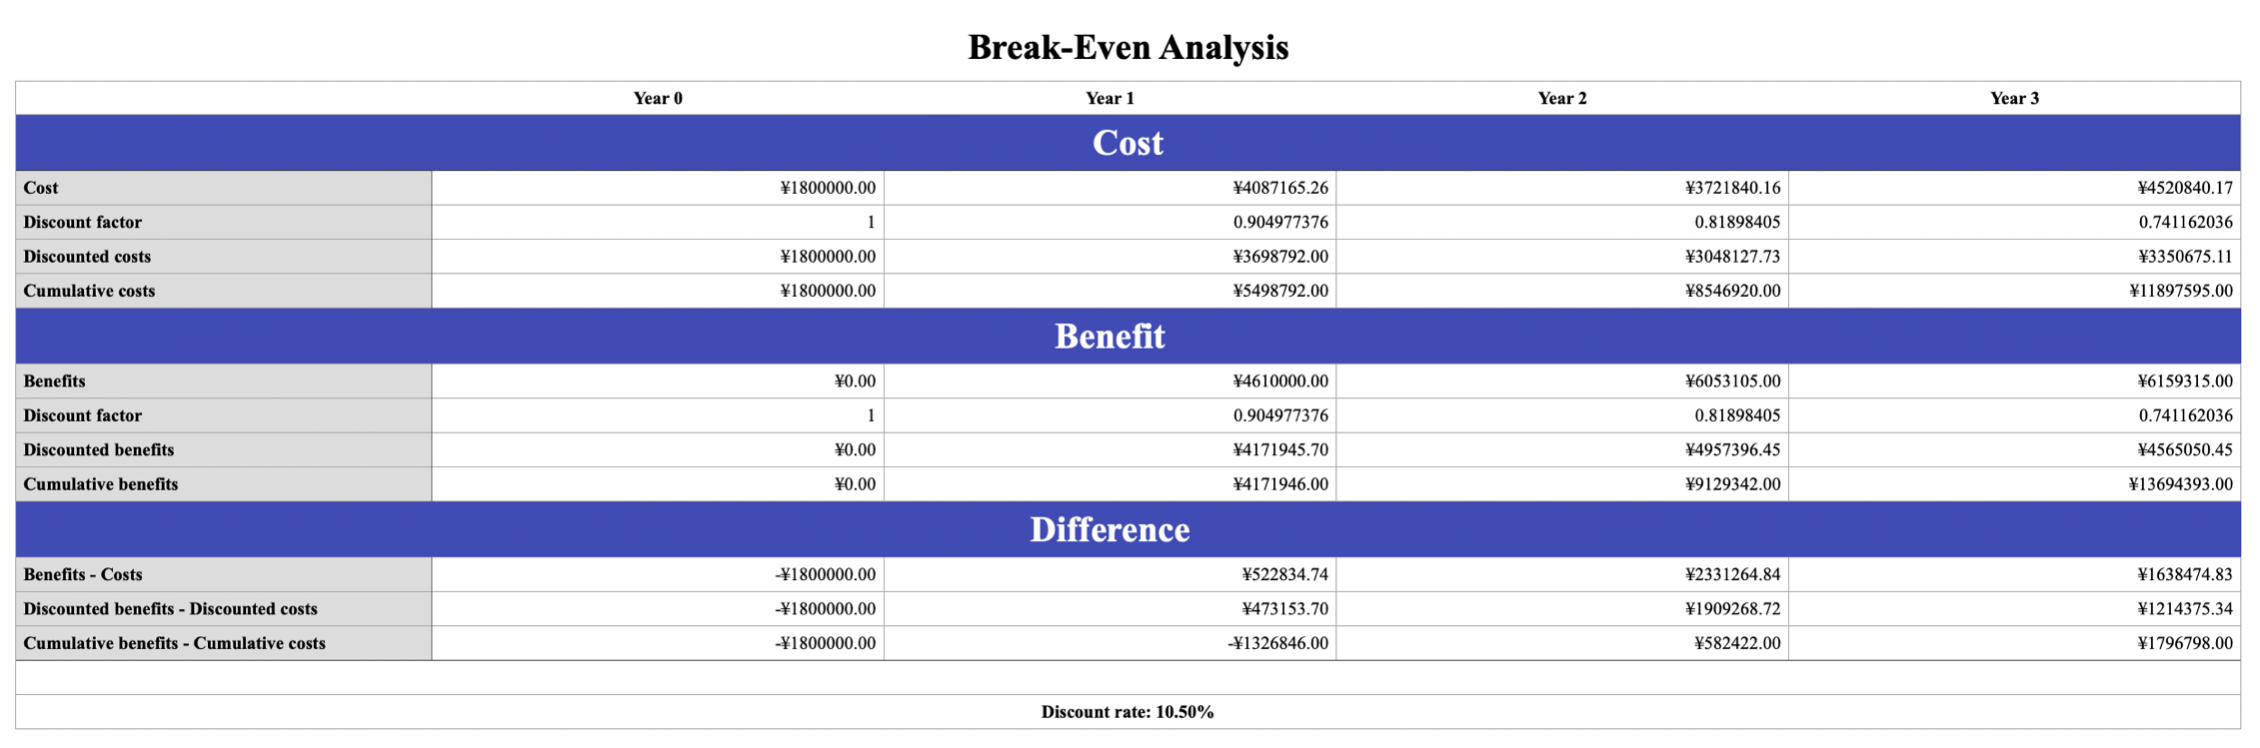 Break-Even Analysis
Year 0 Year 1 Year 2 Year 3
Cost
Cost ¥1800000.00 ¥4087165.26 ¥3721840.16 ¥4520840.17
Discount factor 1 0.904977376 0.81898405 0.741162036
Discounted costs ¥1800000.00 ¥3698792.00 ¥3048127.73 ¥3350675.11
Cumulative costs ¥1800000.00 ¥5498792.00 ¥8546920.00 ¥11897595.00
Benefit
Benefits ¥0.00 ¥4610000.00 ¥6053105.00 ¥6159315.00
Discount factor 1 0.904977376 0.81898405 0.741162036
Discounted benefits ¥0.00 ¥4171945.70 ¥4957396.45 ¥4565050.45
Cumulative benefits ¥0.00 ¥4171946.00 ¥9129342.00 ¥13694393.00
Difference
Benefits - Costs -¥1800000.00 ¥522834.74 ¥2331264.84 ¥1638474.83
Discounted benefits - Discounted costs -¥1800000.00 ¥473153.70 ¥1909268.72 ¥1214375.34
Cumulative benefits - Cumulative costs -¥1800000.00 -¥1326846.00 ¥582422.00 ¥1796798.00
Discount rate: 10.50%